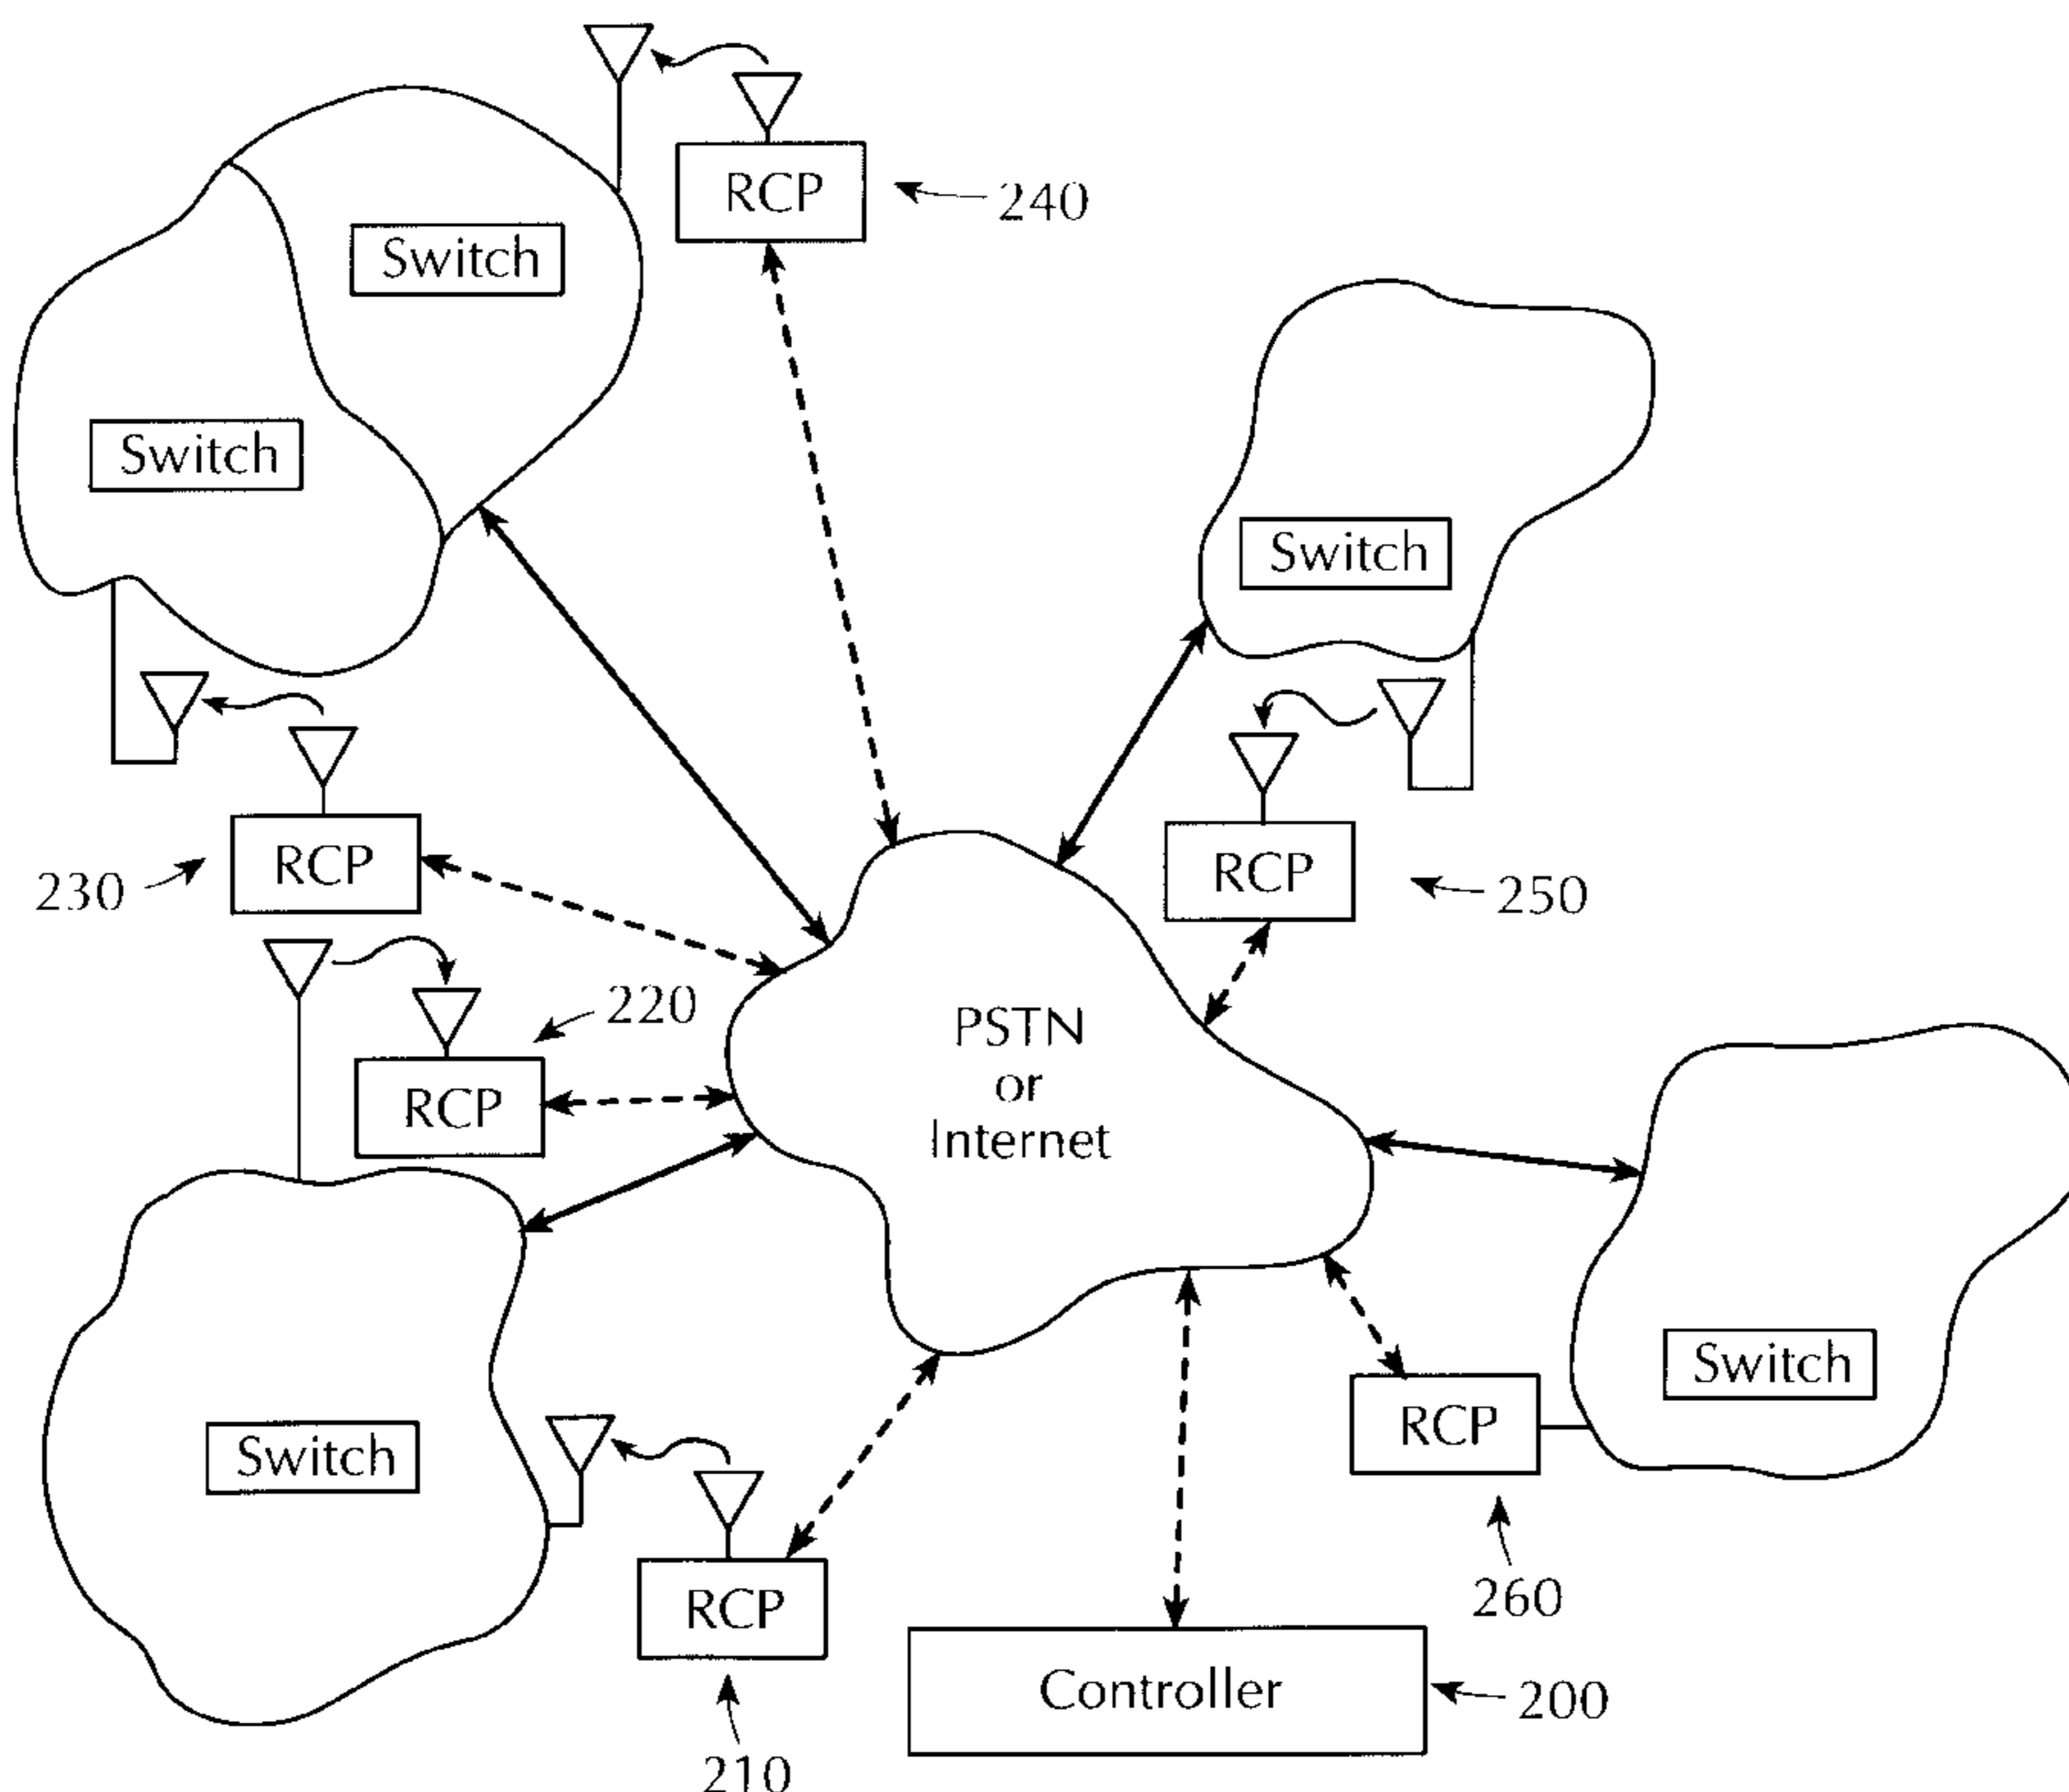 RCP
240
Switch
Switch
Switch
RCP
230
RCP
250
220
RCP
PSTN
or
Internet
Switch
RCP
Switch
260
RCP
Controller
200
210